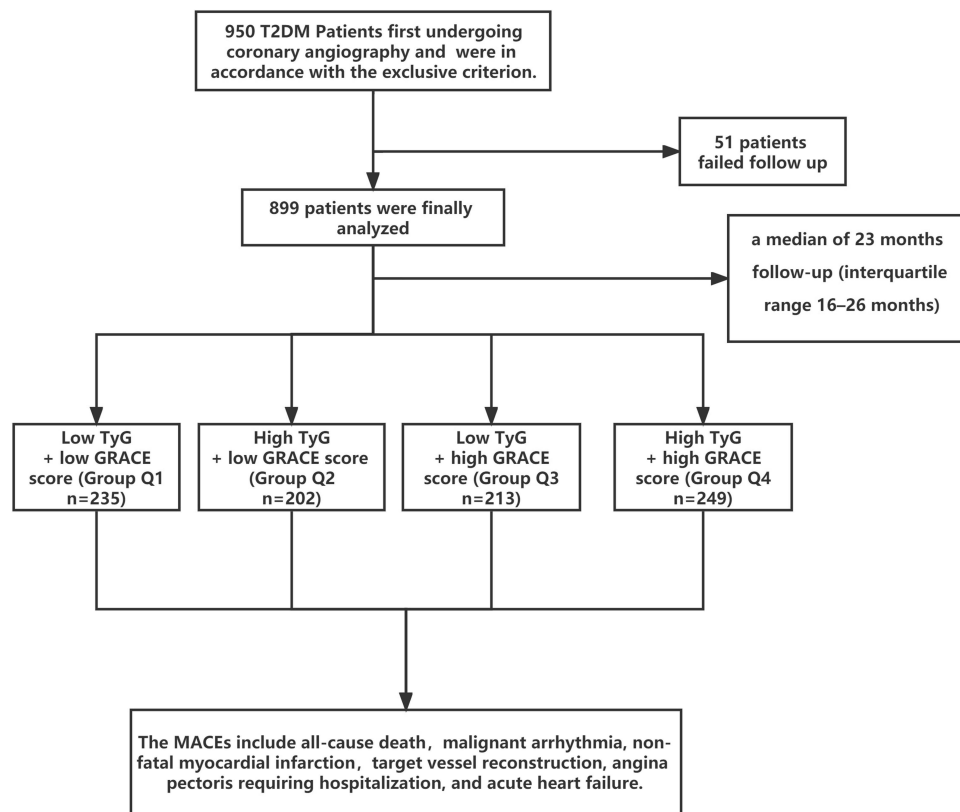 950 T2DM Patients first undergoing
coronary angiography and were in
accordance with the exclusive criterion.
51 patients
failed follow up
899 patients were finally
analyzed
a median of 23 months
follow-up (interquartile
range 16–26 months)
Low TyG
+ low GRACE
score (Group Q1
n=235)
High TyG
+ low GRACE score
(Group Q2
n=202)
Low TyG
+ high GRACE
score (Group Q3
n=213)
High TyG
+ high GRACE
score (Group Q4
n=249)
The MACEs include all-cause death, malignant arrhythmia, non-
fatal myocardial infarction, target vessel reconstruction, angina
pectoris requiring hospitalization, and acute heart failure.